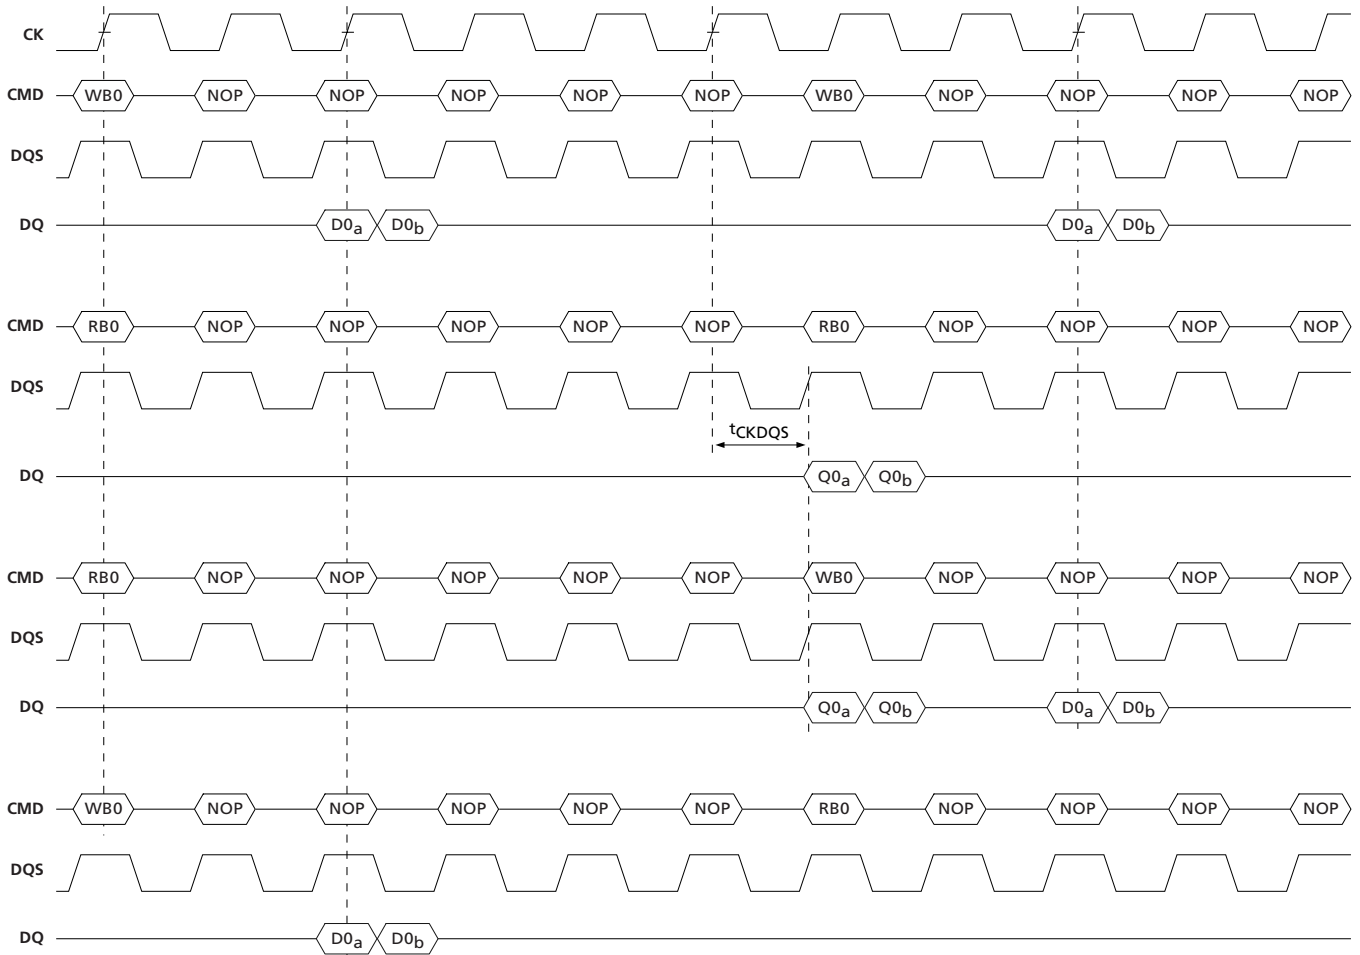 CK
CMD WB0 NOP NOP NOP NOP NOP WB0 NOP NOP NOP NOP
DQS
DQ D0a D0b D0a D0b
CMD RB0 NOP NOP NOP NOP NOP RB0 NOP NOP NOP NOP
DQS
tCKDQS
DQ Q0a Q0b
CMD RB0 NOP NOP NOP NOP NOP WB0 NOP NOP NOP NOP
DQS
DQ Q0a Q0b D0a D0b
CMD WB0 NOP NOP NOP NOP NOP RB0 NOP NOP NOP NOP
DQS
DQ D0a D0b